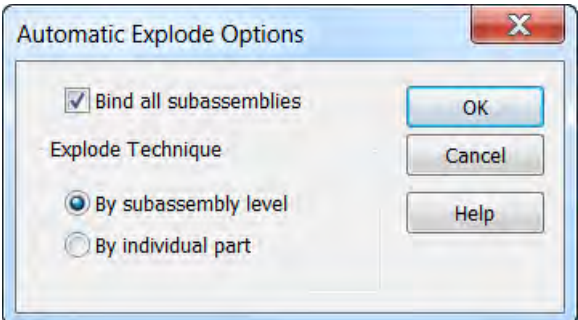 Automatic Explode Options
Bind all subassemblies
OK
Explode Technique
Cancel
By subassembly level
Help
By individual part